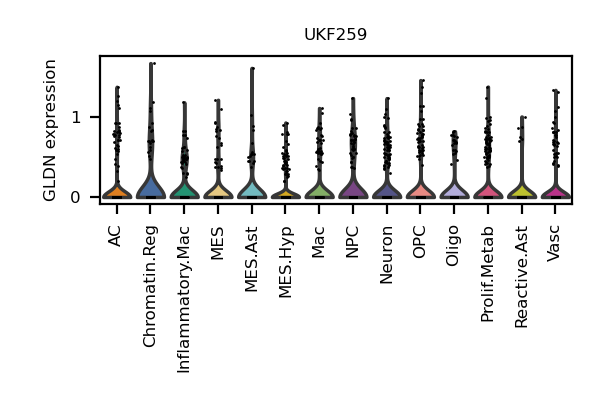 UKF259
GLDN expression
1
0
AC
Chromatin.Reg
Inflammatory.Mac
MES
MES.Ast
MES.Hyp
Mac
NPC
Neuron
OPC
Oligo
Prolif.Metab
Reactive.Ast
Vasc